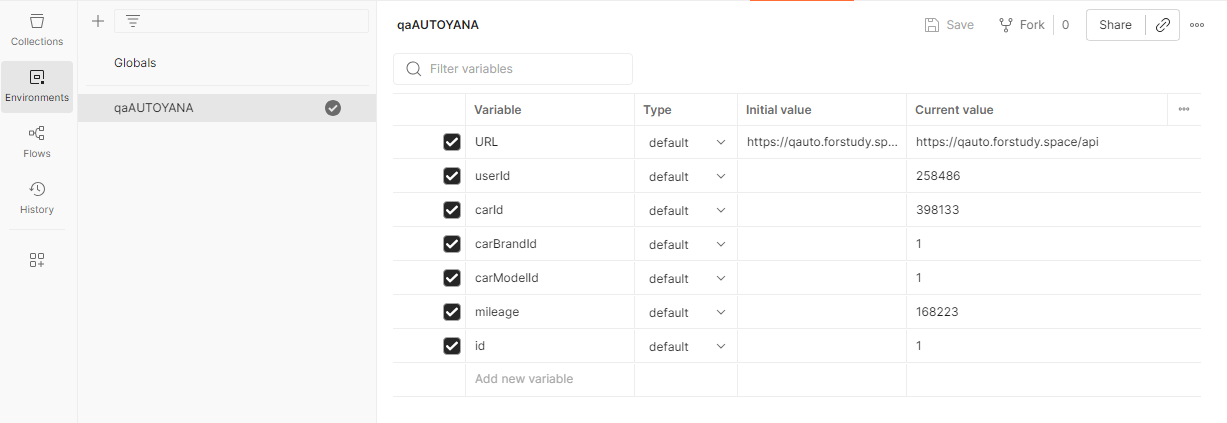 Collections
Environments
Flows
History
Globals
qaAUTOYANA
qaAUTOYANA
Save
Fork 0
Share
Filter variables
Variable Type Initial value Current value
URL default https://qauto.forstudy.sp... https://qauto.forstudy.space/api
userId default 258486
carId default 398133
carBrandId default 1
carModelId default 1
mileage default 168223
id default 1
Add new variable